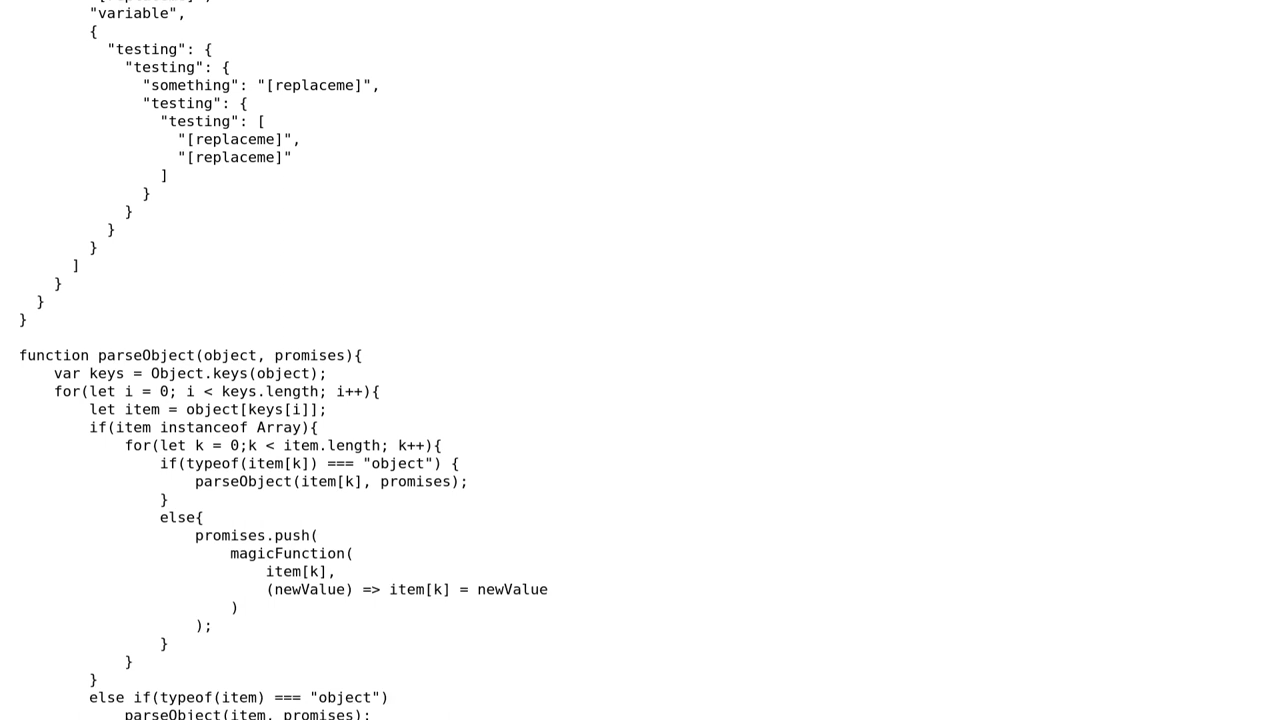 "variable",
{
"testing": {
"testing": {
"something": "[replaceme]",
"testing": {
"testing": [
"[replaceme]",
"[replaceme]"
]
}
}
}
}
]
}
}
}
function parseObject(object, promises){
var keys = Object.keys(object);
for(let i = 0; i < keys.length; i++){
let item = object[keys[i]];
if(item instanceof Array){
for(let k = 0;k < item.length; k++){
if(typeof(item[k]) === "object") {
parseObject(item[k], promises);
}
else{
promises.push(
magicFunction(
item[k],
(newValue) => item[k] = newValue
)
);
}
}
}
else if(typeof(item) === "object")
parseObject(item, promises);